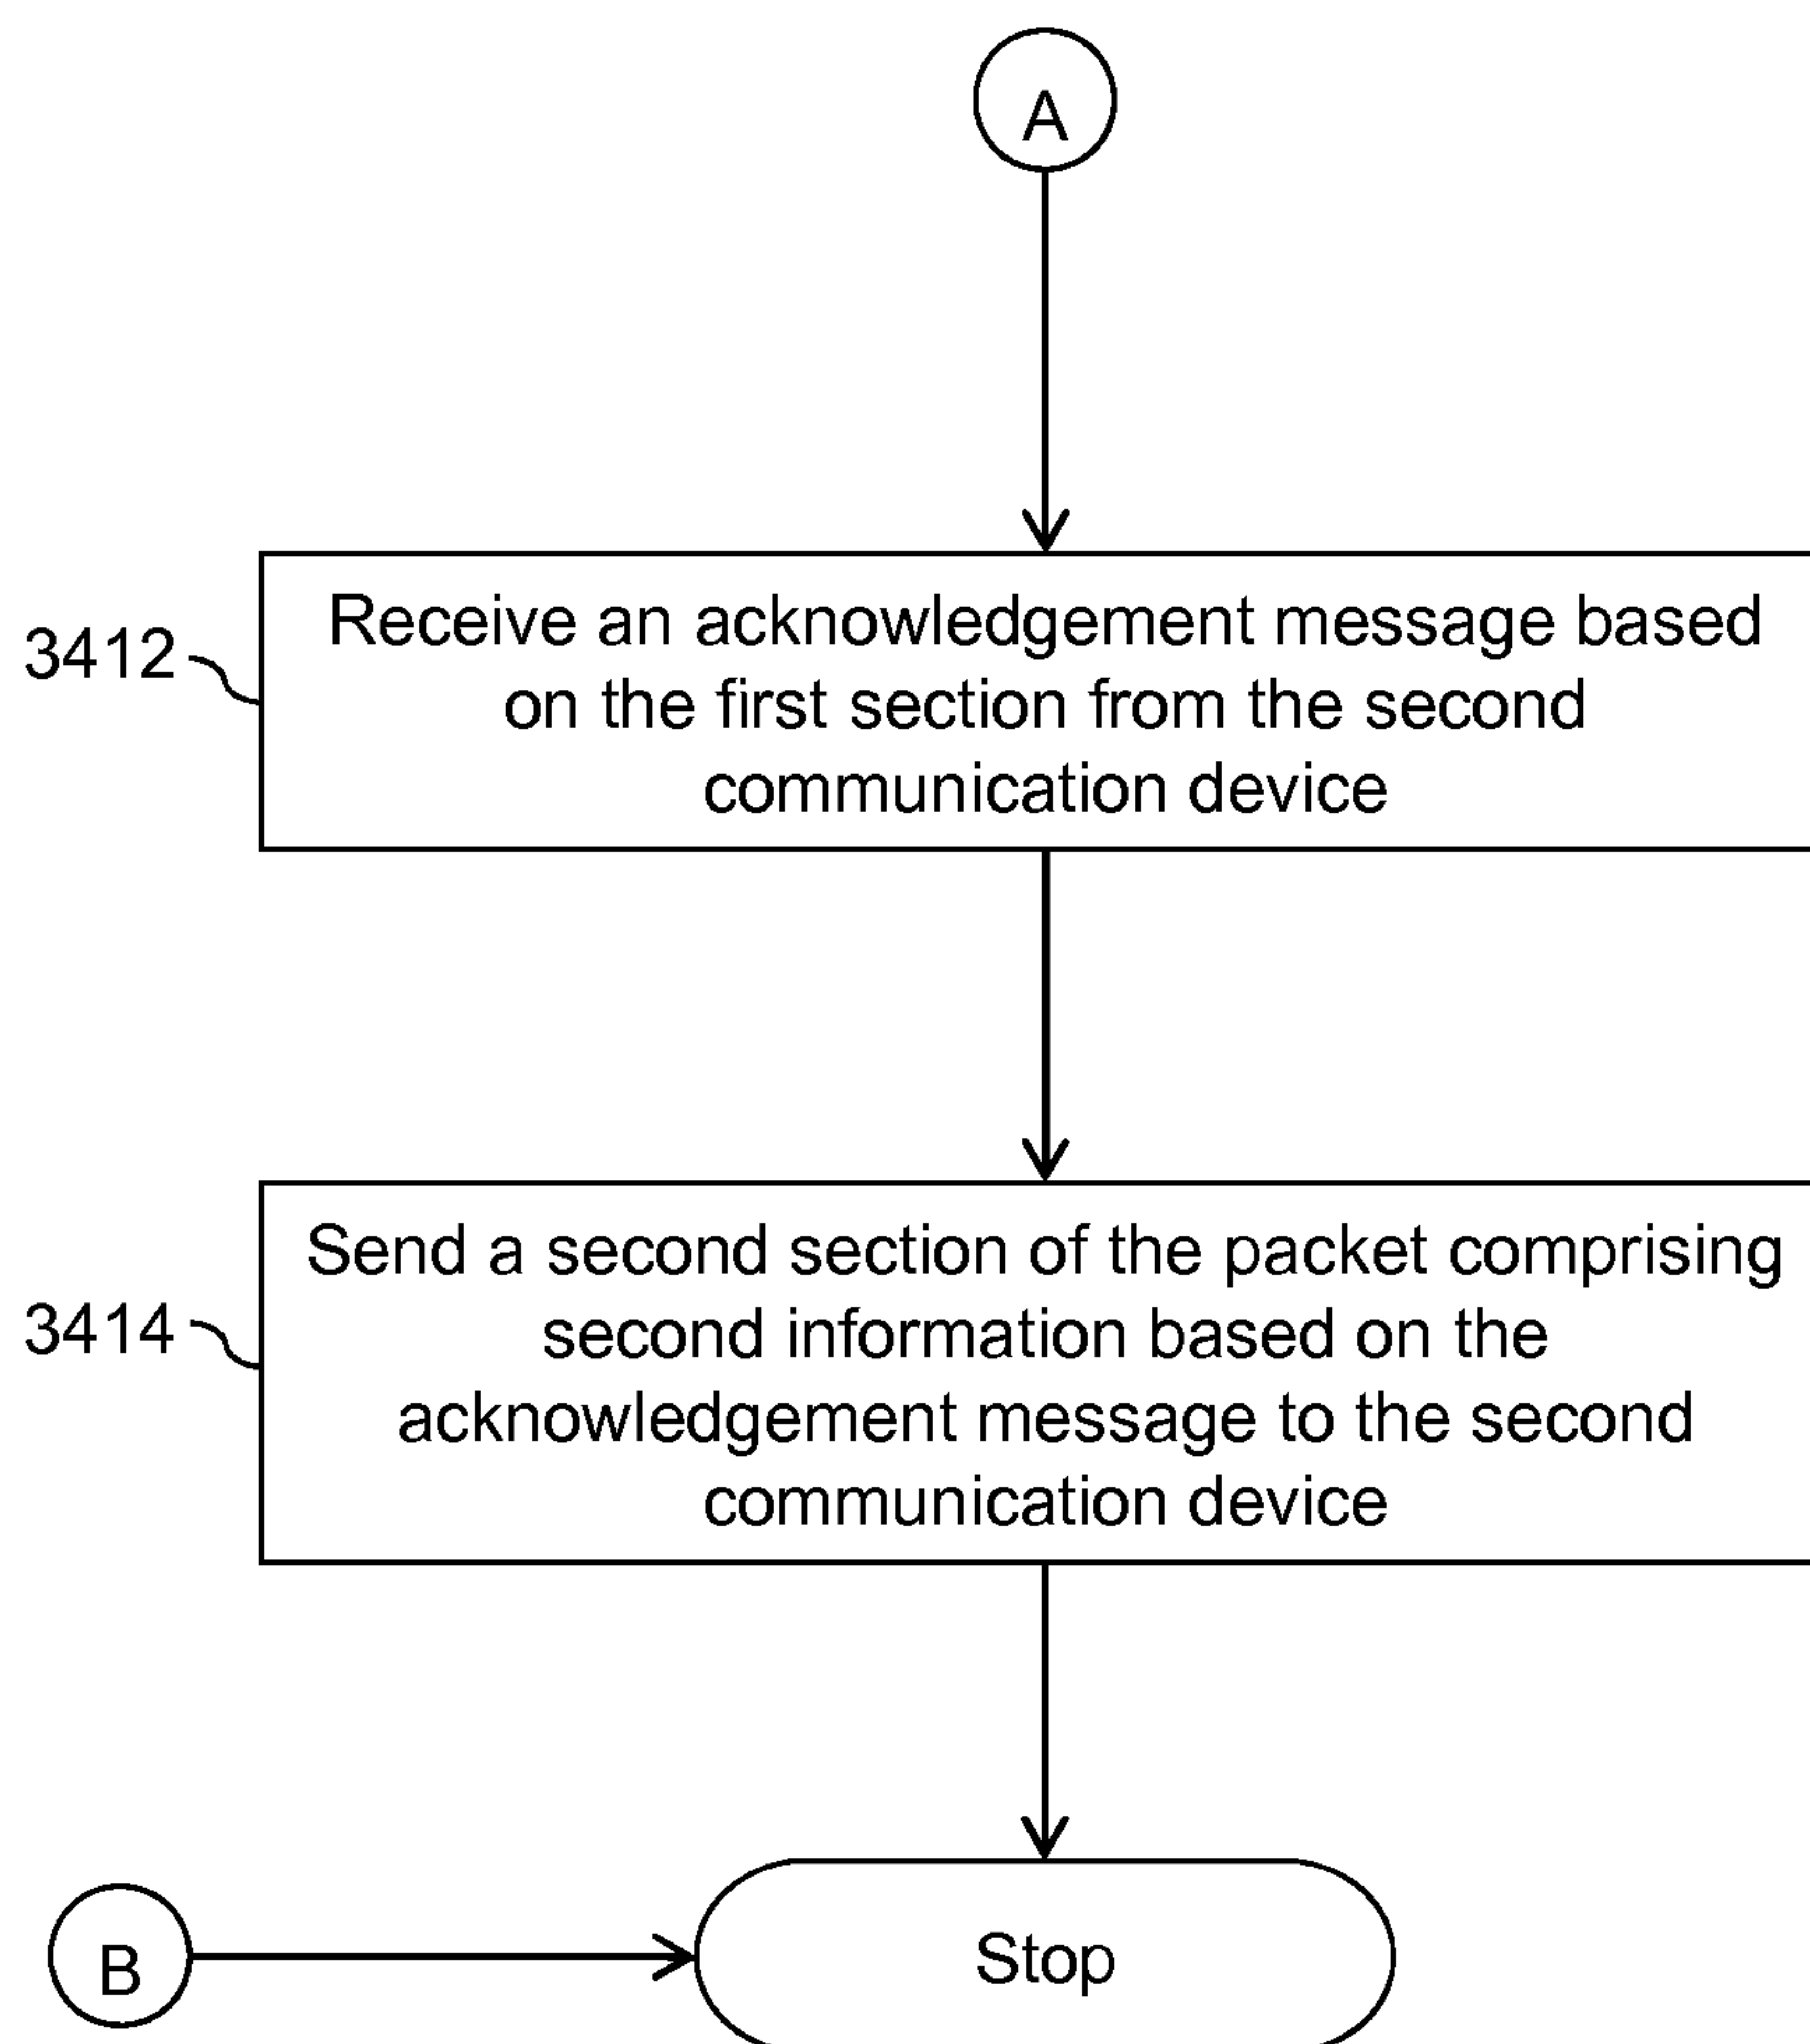 A
3412
Receive an acknowledgement message based
on the first section from the second
communication device
3414
Send a second section of the packet comprising
second information based on the
acknowledgement message to the second
communication device
B
Stop